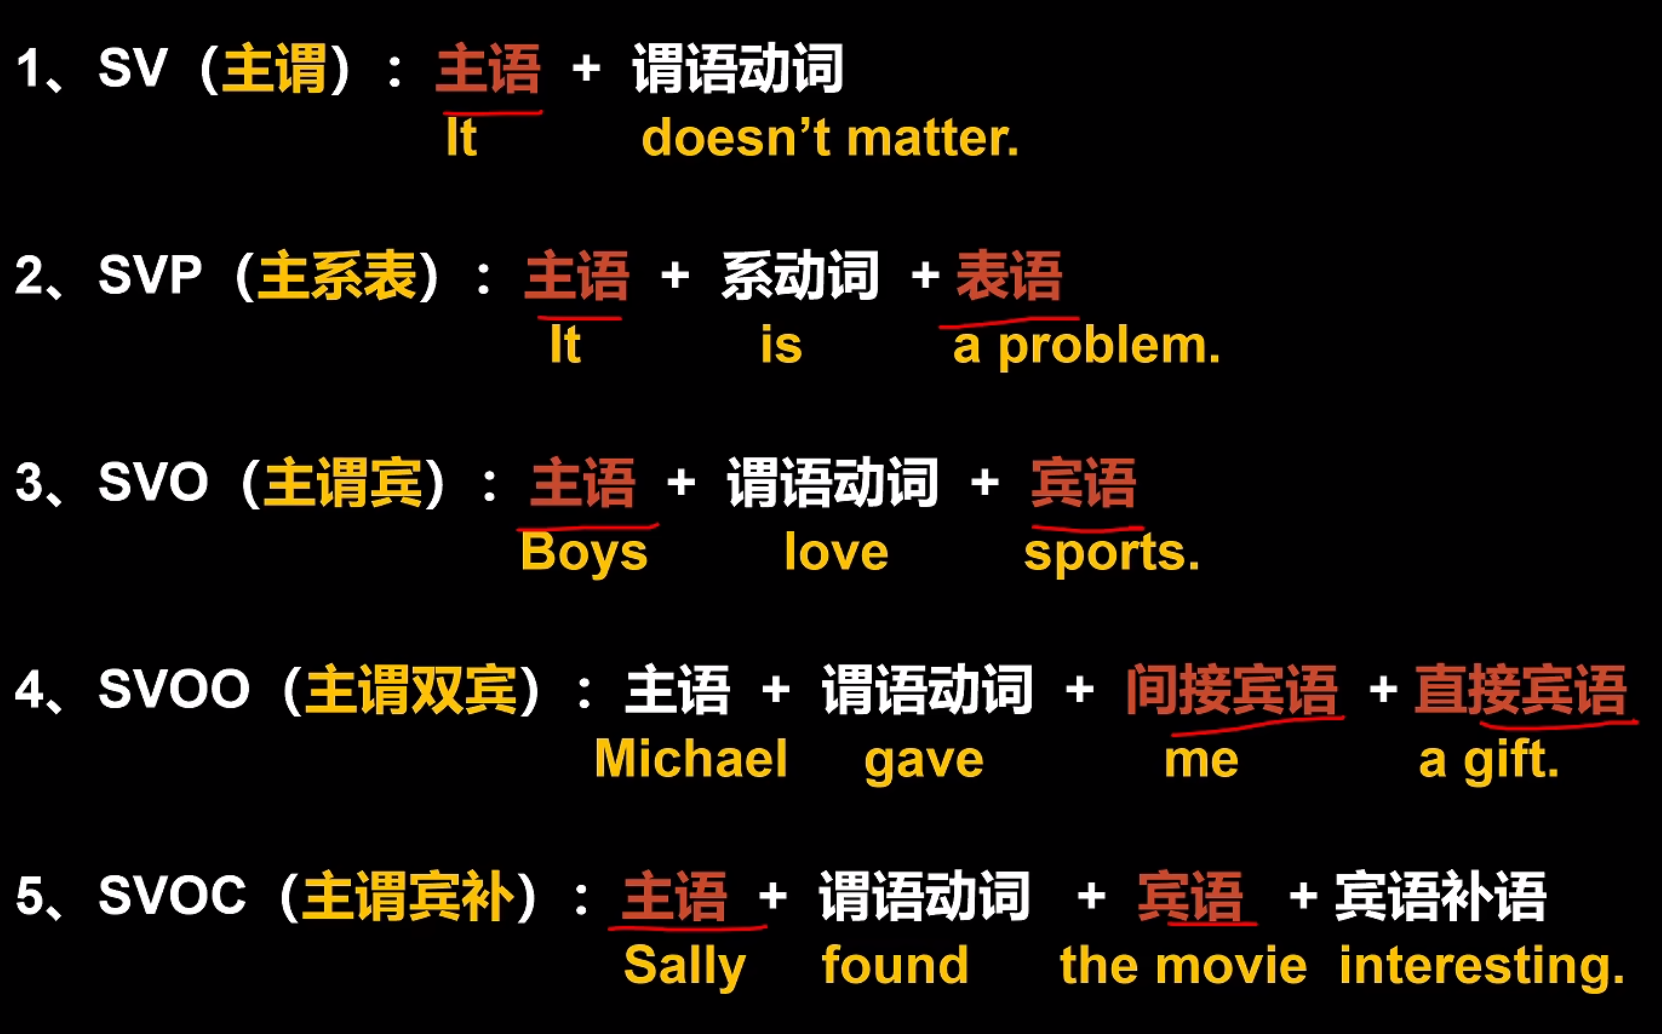 1、SV（主谓）：主语 + 谓语动词
It doesn’t matter.
2、SVP（主系表）：主语 + 系动词 + 表语
It is a problem.
3、SVO（主谓宾）：主语 + 谓语动词 + 宾语
Boys love sports.
4、SVOO（主谓双宾）：主语 + 谓语动词 + 间接宾语 + 直接宾语
Michael gave me a gift.
5、SVOC（主谓宾补）：主语 + 谓语动词 + 宾语 + 宾语补语
Sally found the movie interesting.